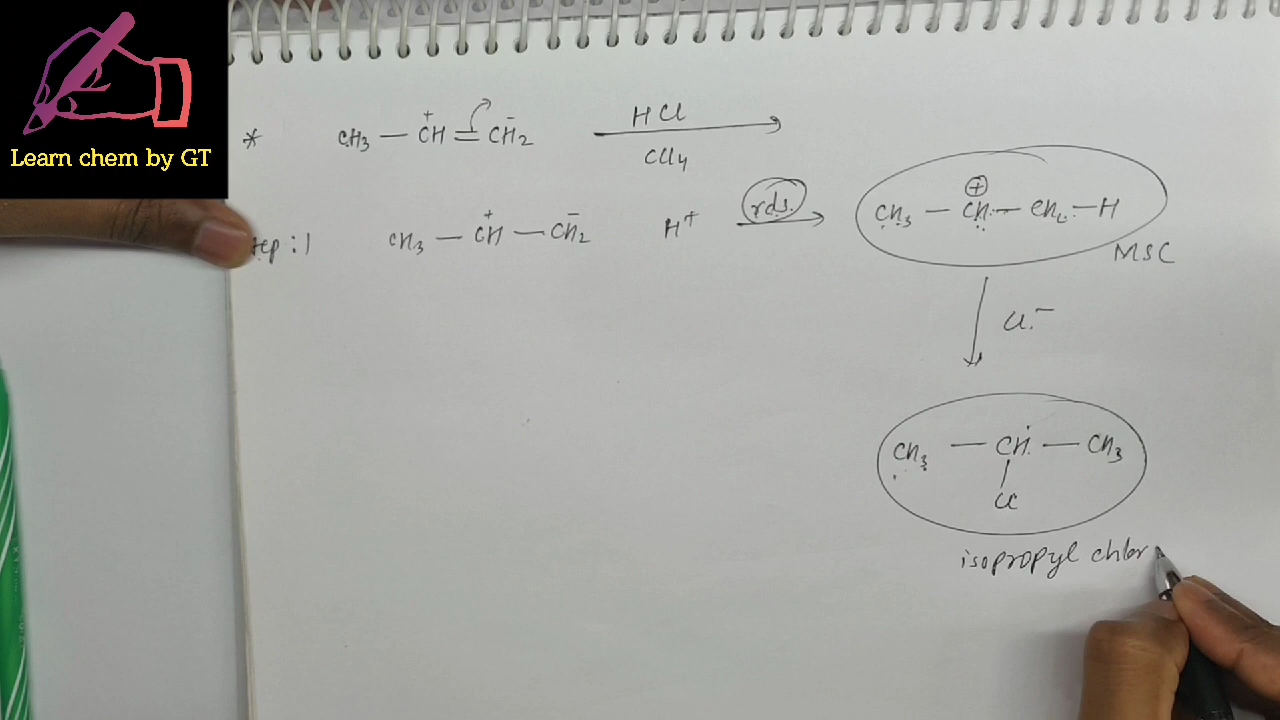 Learn chem by GT
* CH3 — C⁺H = C⁻H2
HCl
CCl4
tep : 1 CH3 — C⁺H — C⁻H2 H+ rds.
CH3 — C⊕H — CH2 — H
MSC
Cl:−
CH3 — CH — CH3
|
Cl
isopropyl chlor